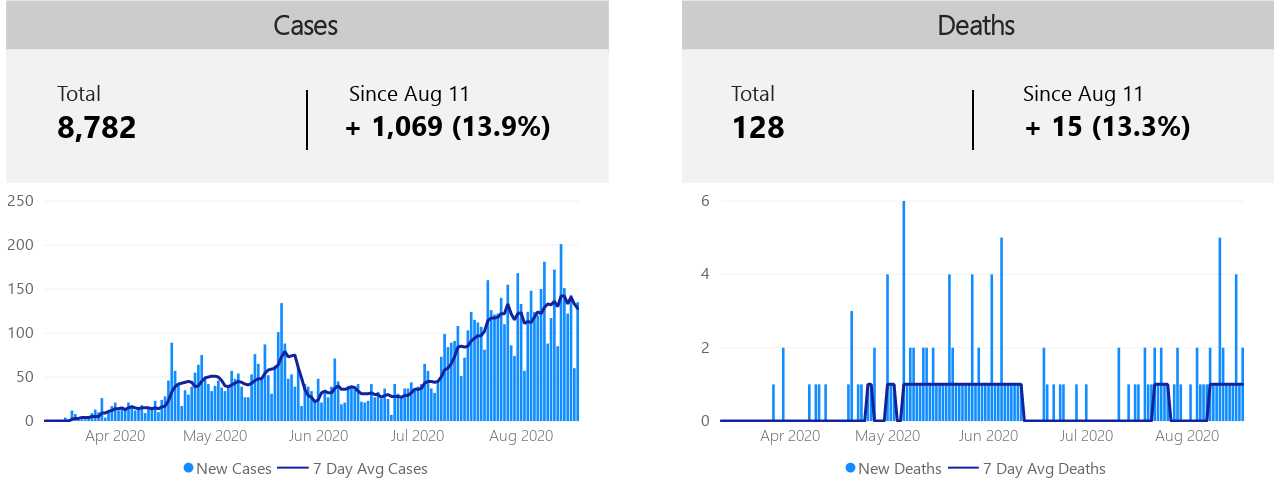 Cases
Total
8,782
Since Aug 11
+ 1,069 (13.9%)
250
200
150
100
50
0
Apr 2020 May 2020 Jun 2020 Jul 2020 Aug 2020
New Cases 7 Day Avg Cases
Deaths
Total
128
Since Aug 11
+ 15 (13.3%)
6
4
2
0
Apr 2020 May 2020 Jun 2020 Jul 2020 Aug 2020
New Deaths 7 Day Avg Deaths